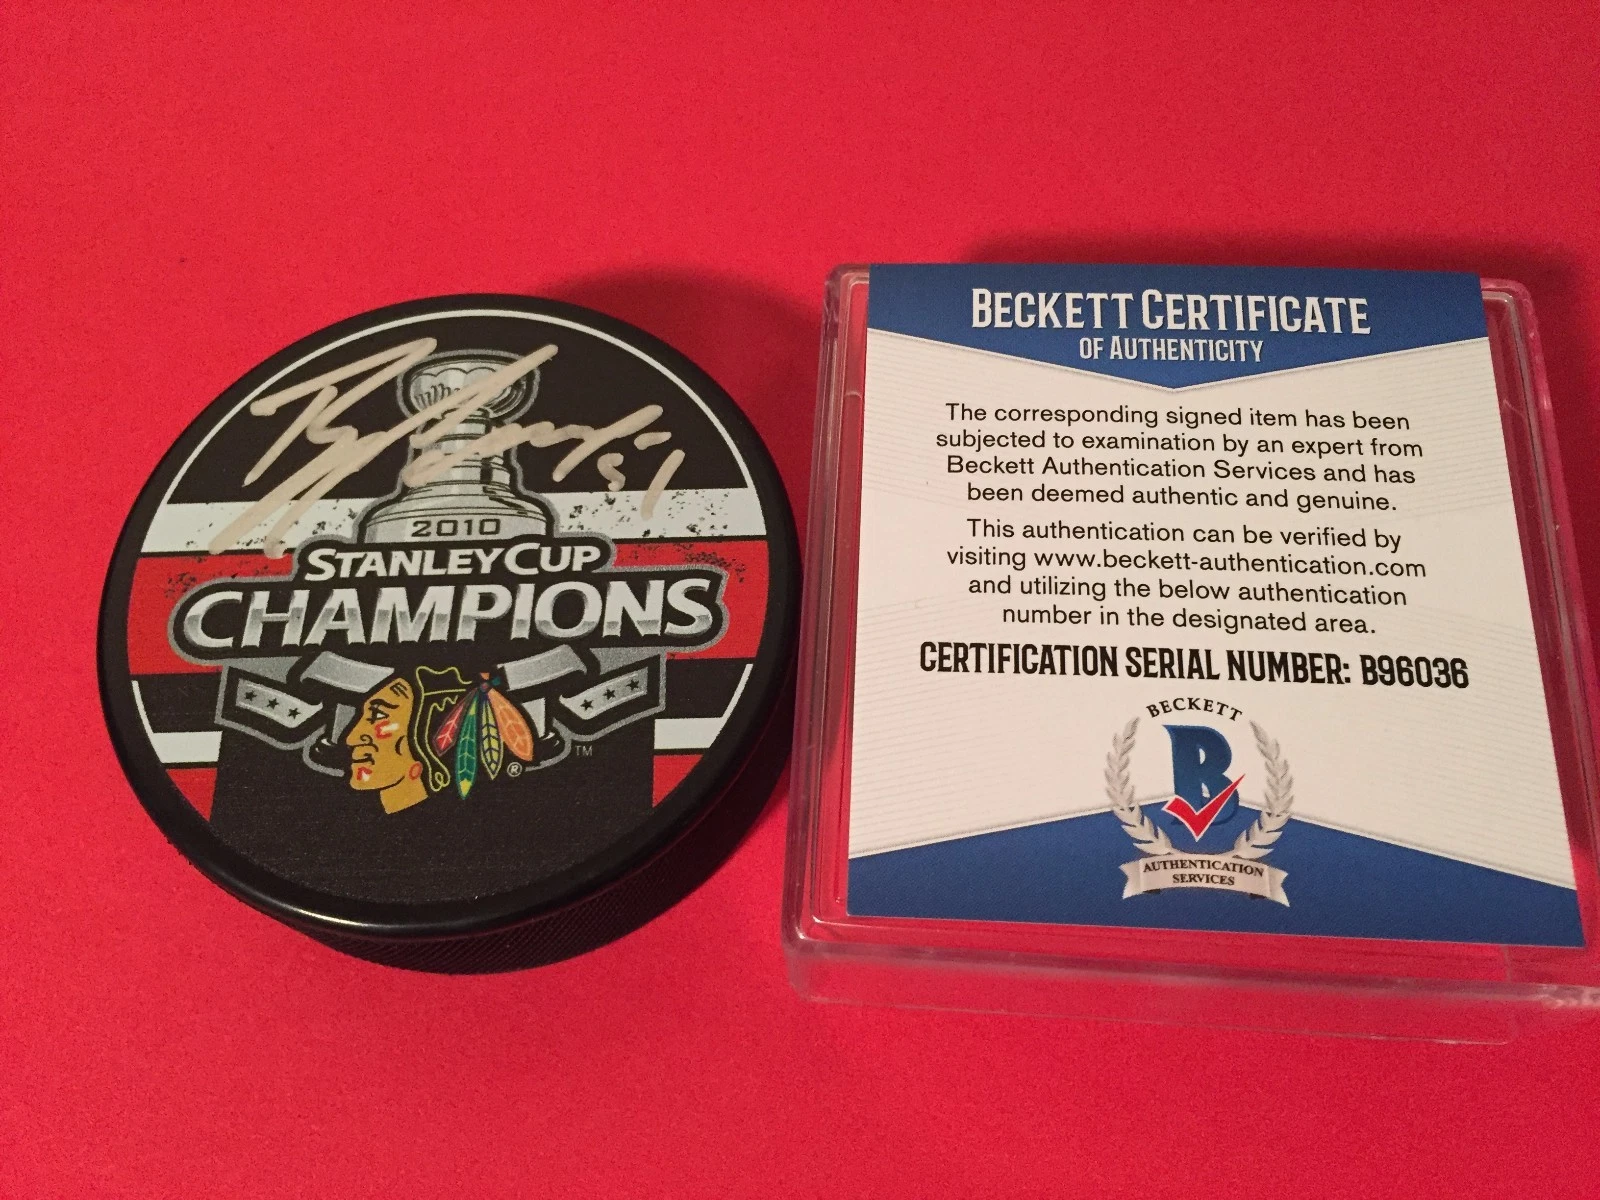 51
2010
STANLEY CUP
CHAMPIONS
TM
®
BECKETT CERTIFICATE
OF AUTHENTICITY
The corresponding signed item has been
subjected to examination by an expert from
Beckett Authentication Services and has
been deemed authentic and genuine.
This authentication can be verified by
visiting www.beckett-authentication.com
and utilizing the below authentication
number in the designated area.
CERTIFICATION SERIAL NUMBER: B96036
BECKETT
B
AUTHENTICATION
SERVICES